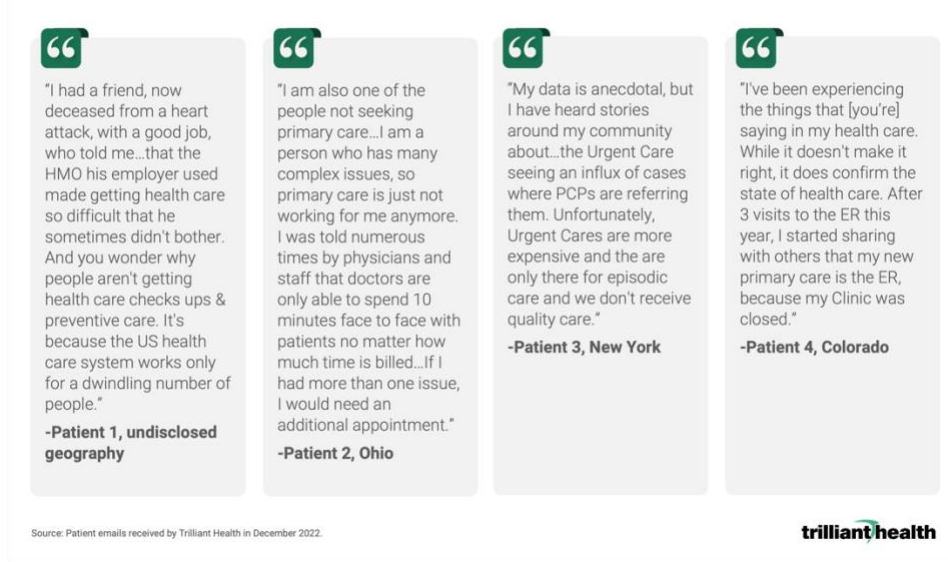 "I had a friend, now
deceased from a heart
attack, with a good job,
who told me...that the
HMO his employer used
made getting health care
so difficult that he
sometimes didn't bother.
And you wonder why
people aren't getting
health care checks ups &
preventive care. It's
because the US health
care system works only
for a dwindling number of
people."
-Patient 1, undisclosed
geography
"I am also one of the
people not seeking
primary care...I am a
person who has many
complex issues, so
primary care is just not
working for me anymore.
I was told numerous
times by physicians and
staff that doctors are
only able to spend 10
minutes face to face with
patients no matter how
much time is billed...If I
had more than one issue,
I would need an
additional appointment."
-Patient 2, Ohio
"My data is anecdotal, but
I have heard stories
around my community
about...the Urgent Care
seeing an influx of cases
where PCPs are referring
them. Unfortunately,
Urgent Cares are more
expensive and the are
only there for episodic
care and we don't receive
quality care."
-Patient 3, New York
"I've been experiencing
the things that [you're]
saying in my health care.
While it doesn't make it
right, it does confirm the
state of health care. After
3 visits to the ER this
year, I started sharing
with others that my new
primary care is the ER,
because my Clinic was
closed."
-Patient 4, Colorado
Source: Patient emails received by Trilliant Health in December 2022.
trilliant health